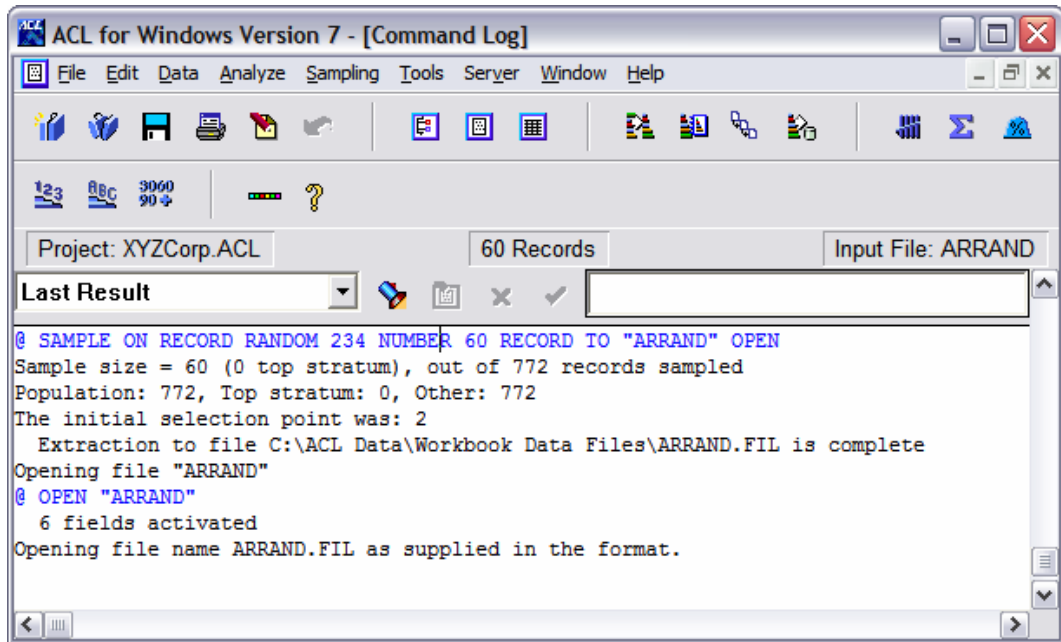 ACL for Windows Version 7 - [Command Log]
File Edit Data Analyze Sampling Tools Server Window Help
123 ABC 3060 90 %
Project: XYZCorp.ACL 60 Records Input File: ARRAND
Last Result
@ SAMPLE ON RECORD RANDOM 234 NUMBER 60 RECORD TO "ARRAND" OPEN
Sample size = 60 (0 top stratum), out of 772 records sampled
Population: 772, Top stratum: 0, Other: 772
The initial selection point was: 2
Extraction to file C:\ACL Data\Workbook Data Files\ARRAND.FIL is complete
Opening file "ARRAND"
@ OPEN "ARRAND"
6 fields activated
Opening file name ARRAND.FIL as supplied in the format.